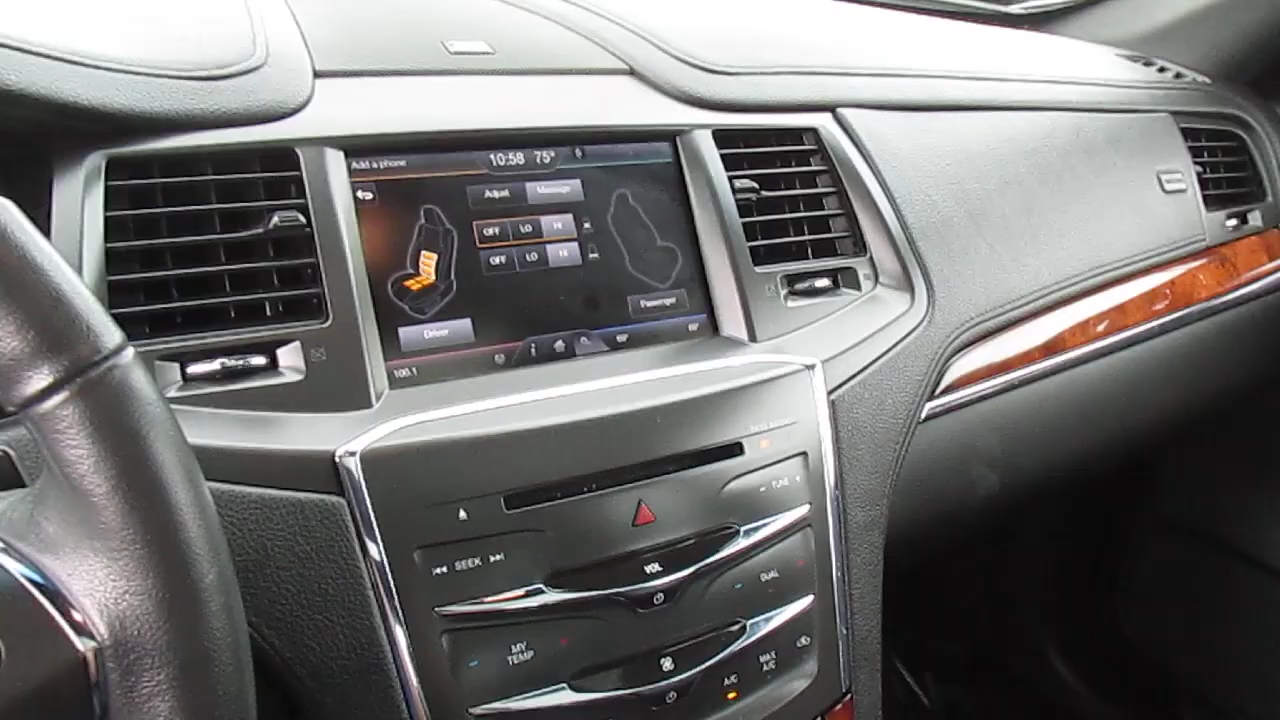 Add a phone 10:58 75°
Adjust Massage
OFF LO HI
OFF LO HI
Passenger
Driver
100.1
TUNE
SEEK
VOL
DUAL
MY
TEMP
MAX
A/C
A/C